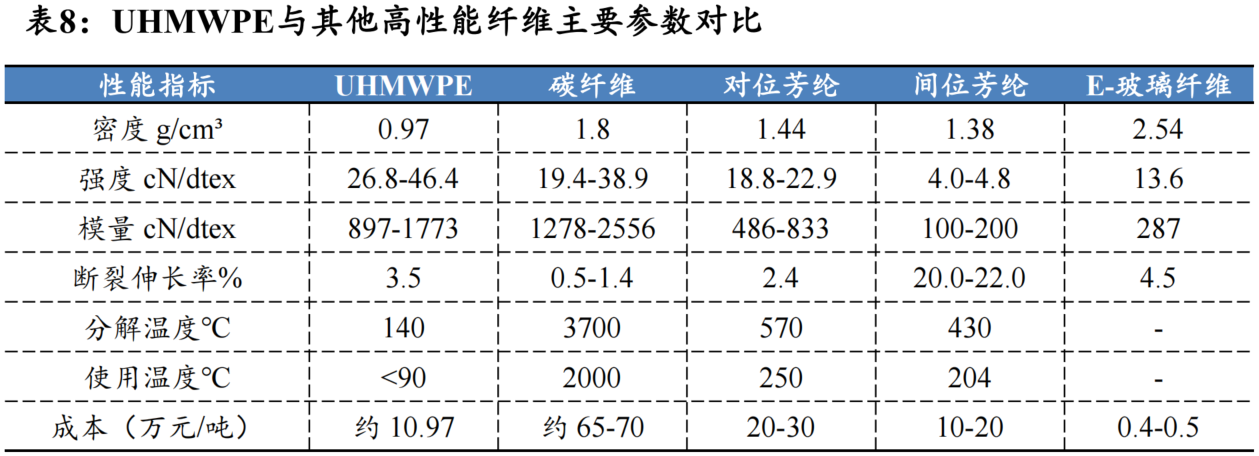 表8：UHMWPE与其他高性能纤维主要参数对比
性能指标 UHMWPE 碳纤维 对位芳纶 间位芳纶 E-玻璃纤维
密度 g/cm³ 0.97 1.8 1.44 1.38 2.54
强度 cN/dtex 26.8-46.4 19.4-38.9 18.8-22.9 4.0-4.8 13.6
模量 cN/dtex 897-1773 1278-2556 486-833 100-200 287
断裂伸长率% 3.5 0.5-1.4 2.4 20.0-22.0 4.5
分解温度℃ 140 3700 570 430 -
使用温度℃ <90 2000 250 204 -
成本（万元/吨） 约 10.97 约 65-70 20-30 10-20 0.4-0.5